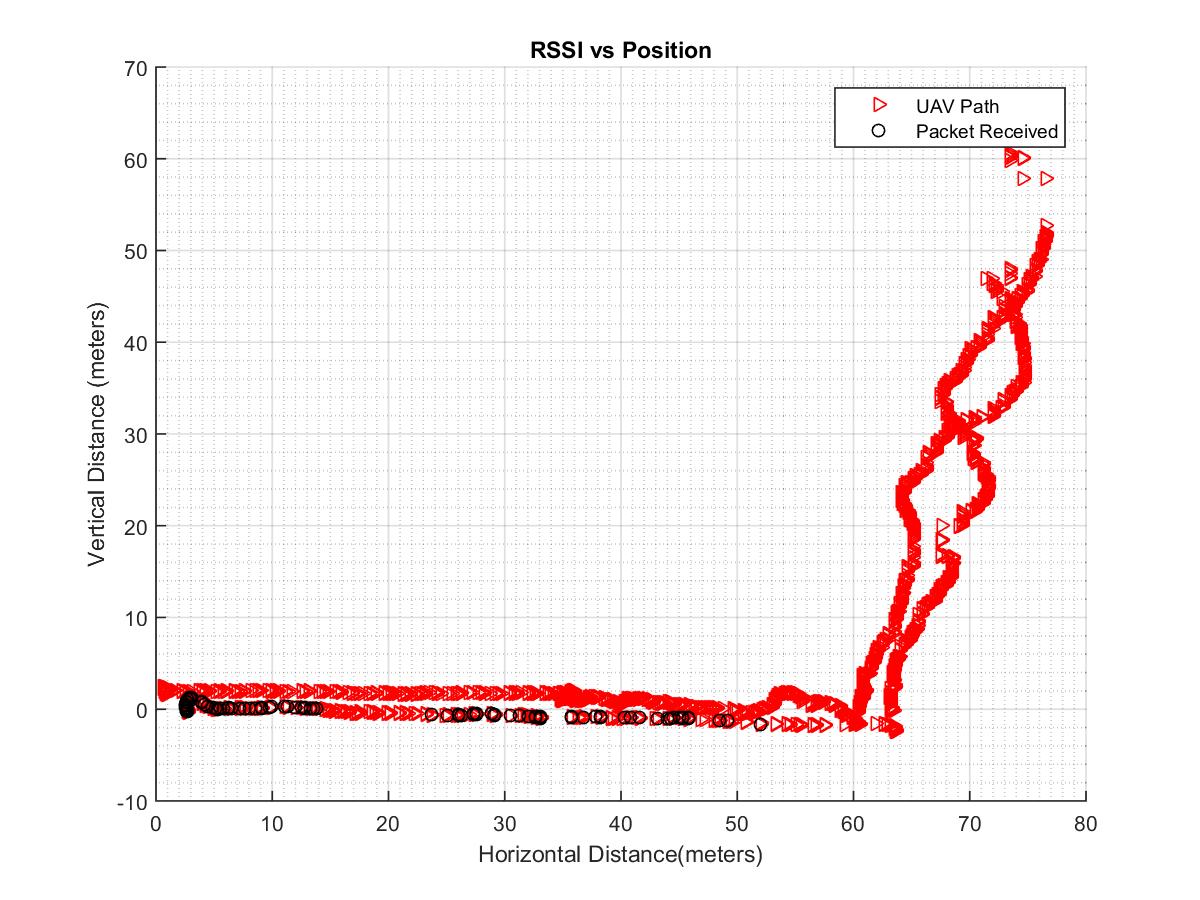 RSSI vs Position
70
60
50
40
30
20
10
0
-10
Vertical Distance (meters)
UAV Path
Packet Received
0 10 20 30 40 50 60 70 80
Horizontal Distance(meters)